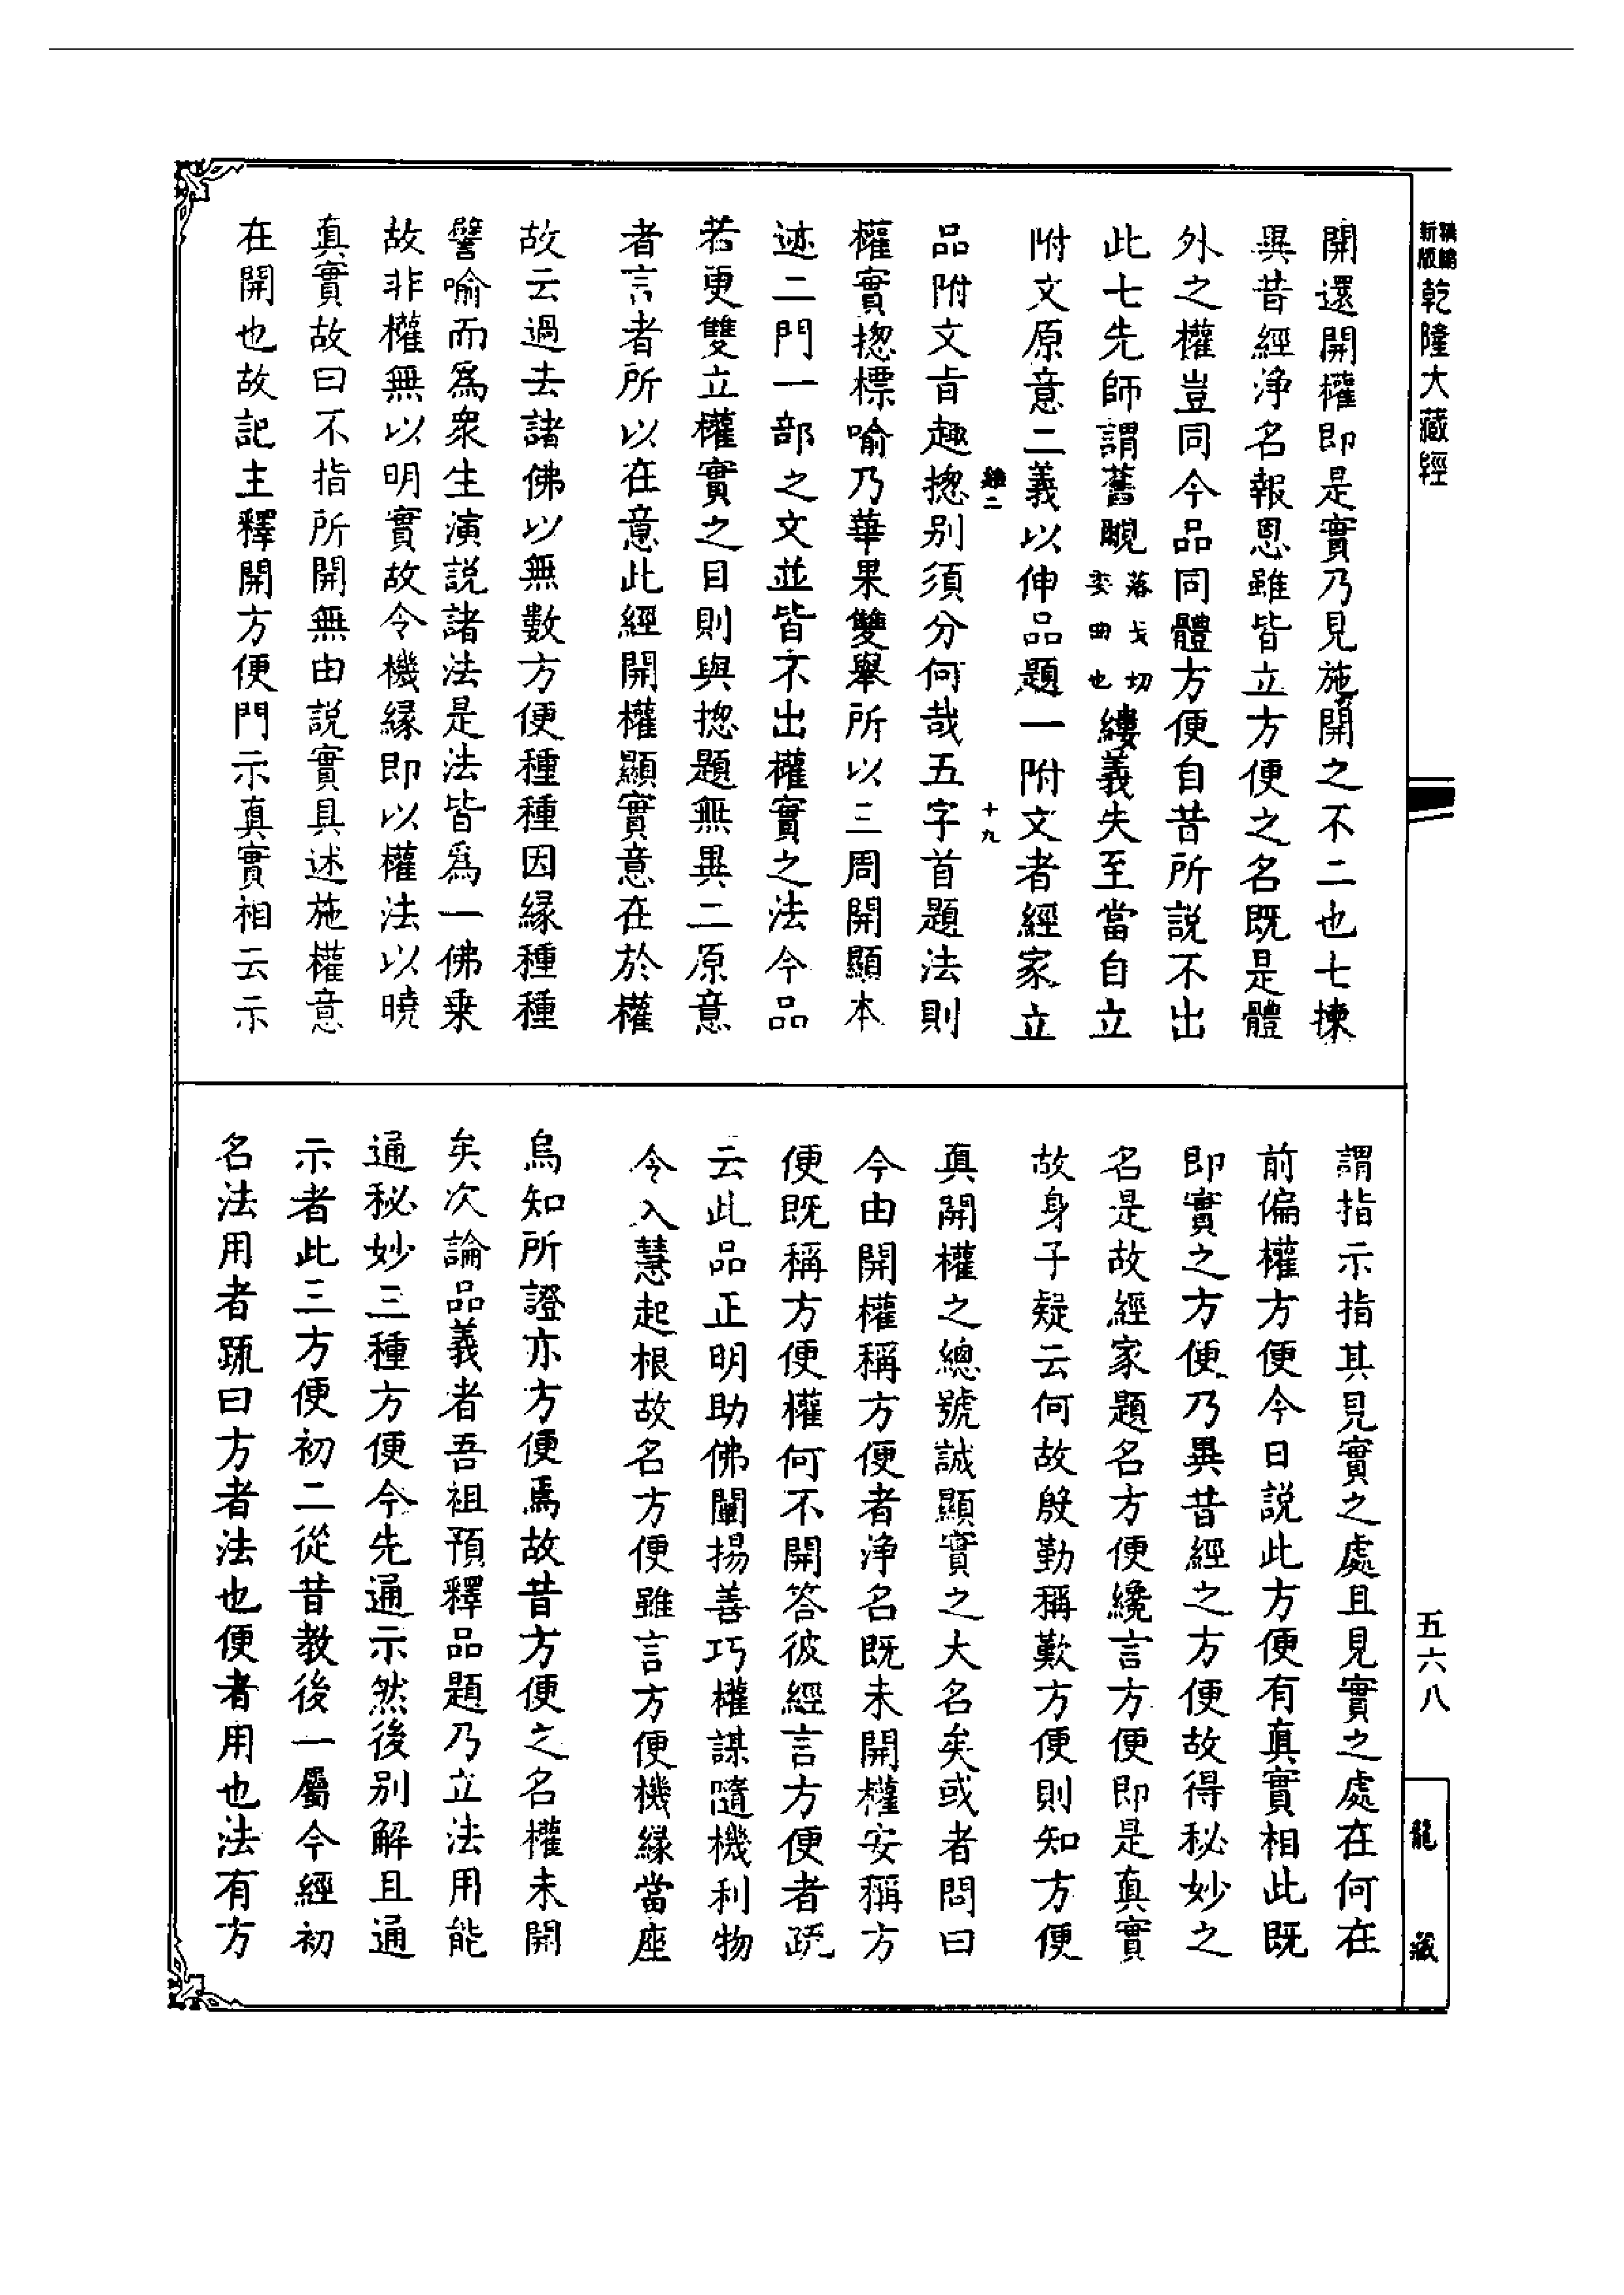 新版
乾隆大藏經
開還開權即是實乃見施開之不二也七揀
異昔經淨名報恩雖皆立方便之名既是體
外之權豈同今品同體方便自昔所説不出
此七先師謂舊覼落戈切委曲也縷義失至當自立
附文原意二義以伸品題一附文者經家立
二
十九
品附文㫖趣揔别須分何哉五字首題法則
權實揔標喻乃華果雙舉所以三周開顯本
迹二門一部之文並皆不出權實之法今品
若更雙立權實之目則與揔題無異二原意
者言者所以在意此經開權顯實意在於權
故云過去諸佛以無數方便種種因縁種種
譬喻而爲衆生演説諸法是法皆爲一佛乗
故非權無以明實故令機縁即以權法以曉
真實故曰不指所開無由説實具述施權意
在開也故記主釋開方便門示真實相云示
謂指示指其見實之處且見實之處在何在
前偏權方便今日説此方便有真實相此既
即實之方便乃異昔經之方便故得秘妙之
名是故經家題名方便纔言方便即是真實
故身子疑云何故殷勤稱歎方便則知方便
真開權之總號誠顯實之大名矣或者問曰
今由開權稱方便者淨名既未開權安稱方
便既稱方便權何不開答彼經言方便者䟽
云此品正明助佛闡揚善巧權謀隨機利物
令入慧起根故名方便雖言方便機縁當座
烏知所證亦方便焉故昔方便之名權未開
矣次論品義者吾祖預釋品題乃立法用能
通秘妙三種方便今先通示然後别解且通
示者此三方便初二從昔教後一屬今經初
名法用者䟽曰方者法也便者用也法有方
五六八
龍藏